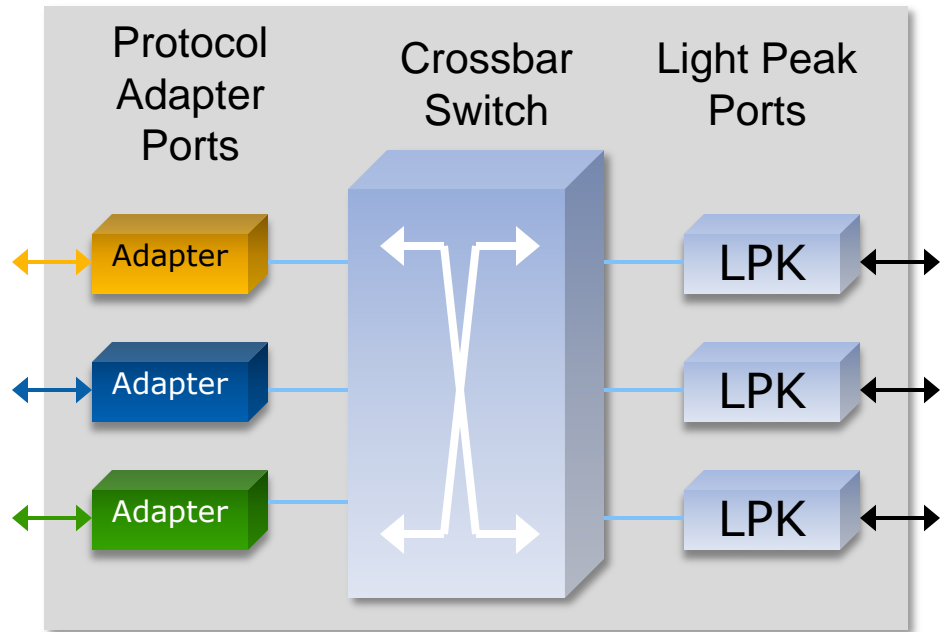 Protocol
Adapter
Ports
Crossbar
Switch
Light Peak
Ports
Adapter
LPK
Adapter
LPK
Adapter
LPK